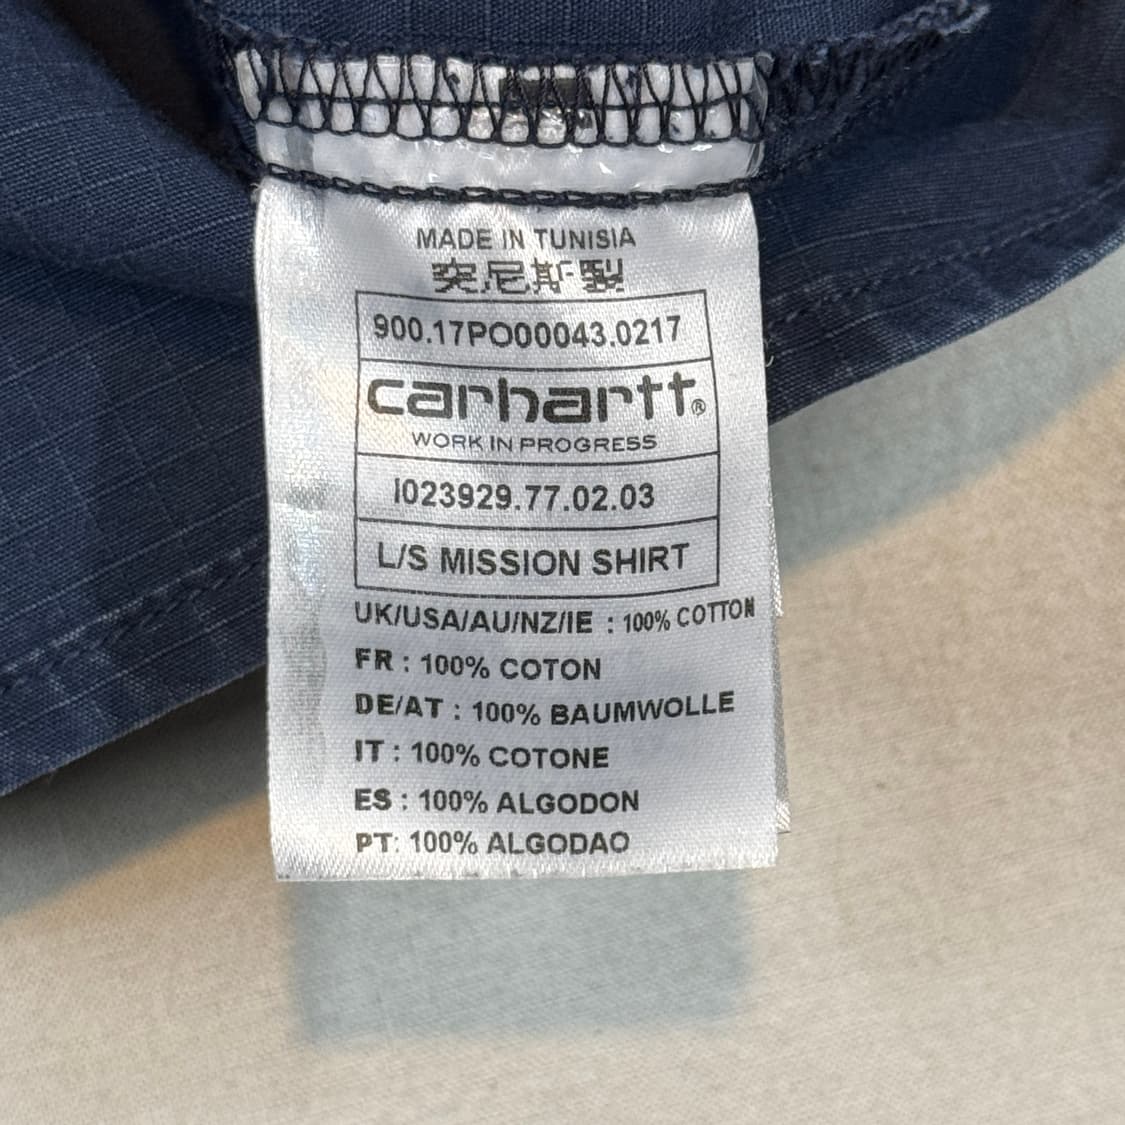 MADE IN TUNISIA
突尼斯製
900.17PO00043.0217
carhartt®
WORK IN PROGRESS
I023929.77.02.03
L/S MISSION SHIRT
UK/USA/AU/NZ/IE : 100% COTTON
FR : 100% COTON
DE/AT : 100% BAUMWOLLE
IT : 100% COTONE
ES : 100% ALGODON
PT: 100% ALGODAO